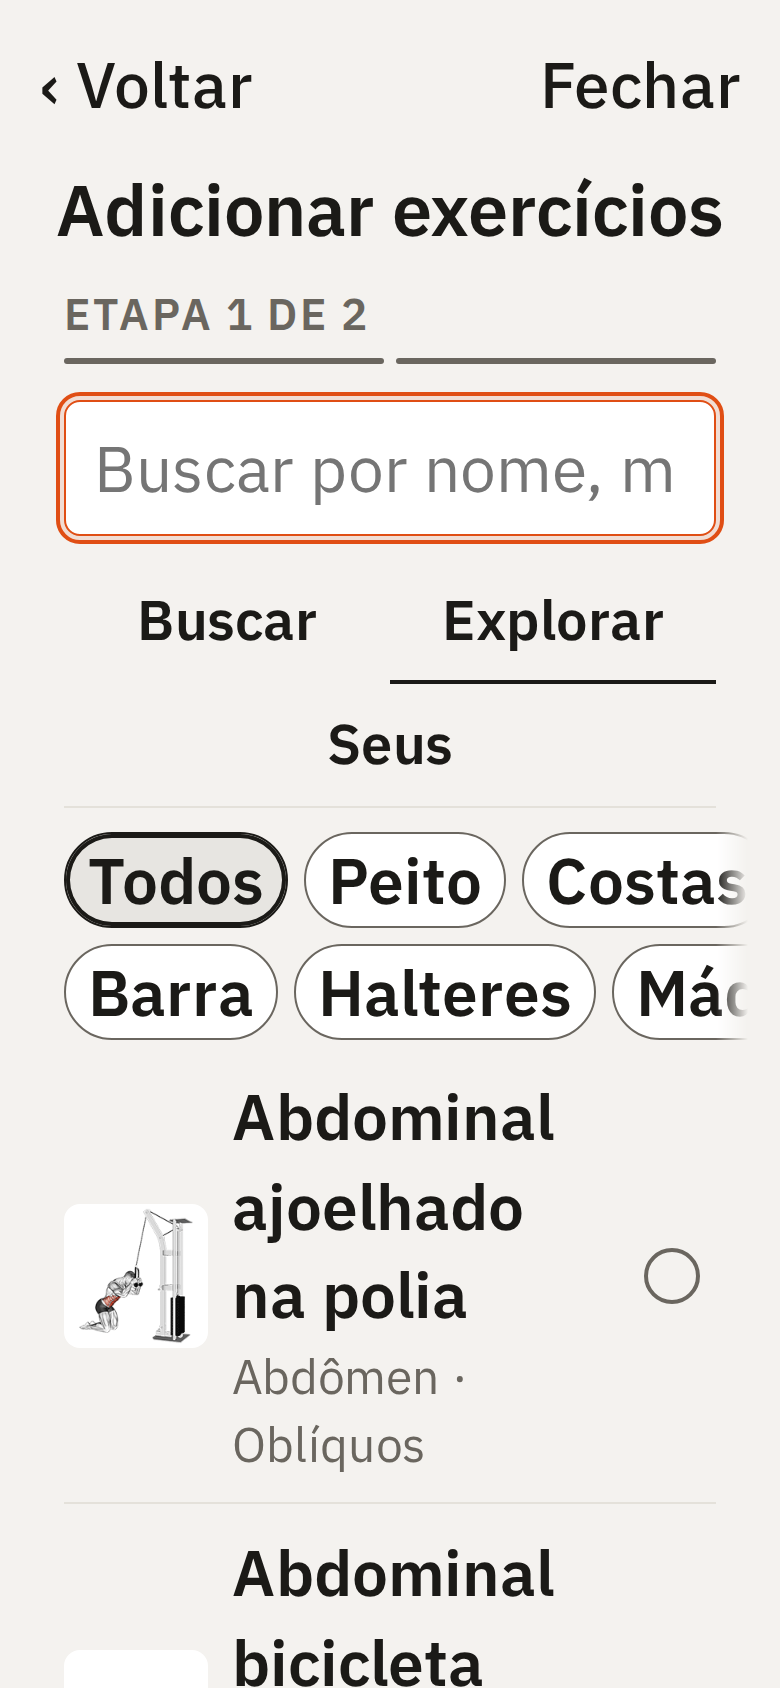 ‹ Voltar
Fechar
Adicionar exercícios
ETAPA 1 DE 2
Buscar por nome, m
Buscar
Explorar
Seus
Todos
Peito
Costas
Barra
Halteres
Abdominal
ajoelhado
na polia
Abdômen ·
Oblíquos
Abdominal
bicicleta